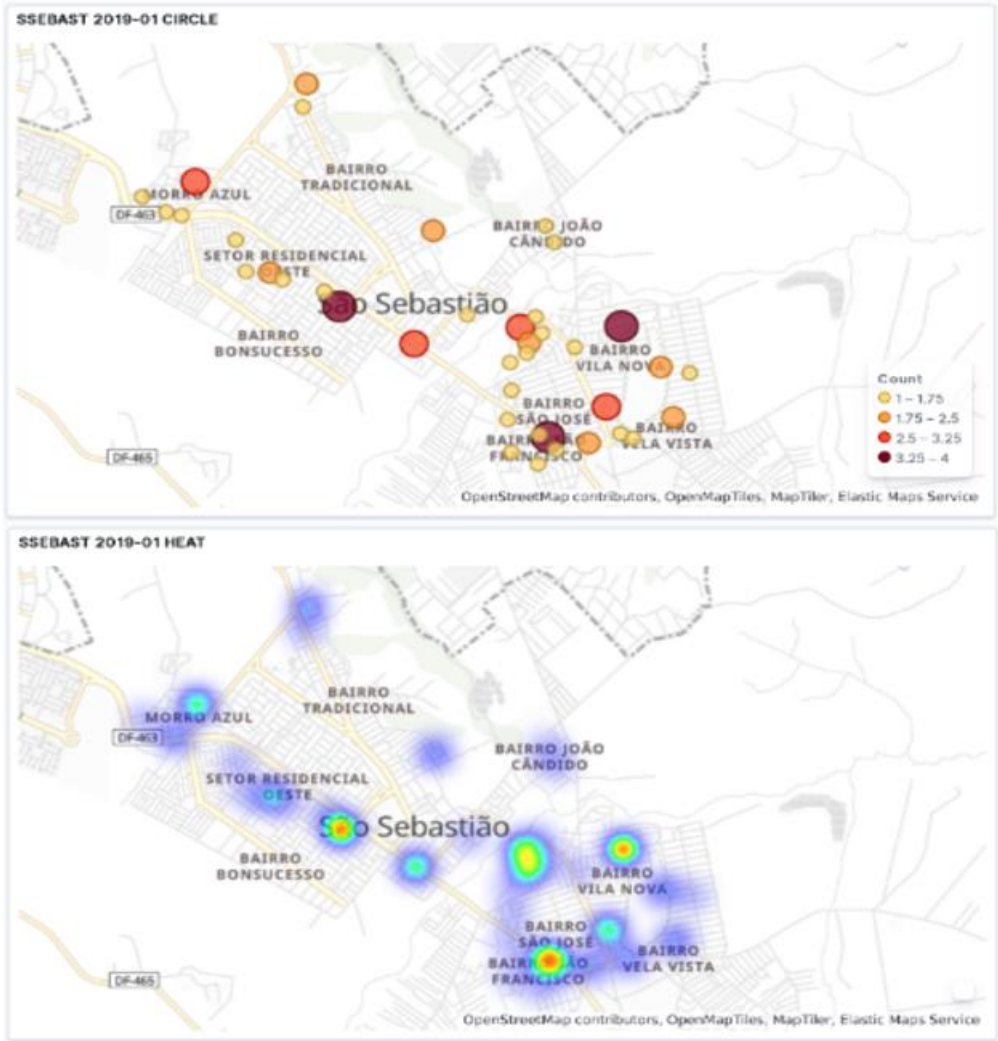 SSEBAST 2019-01 CIRCLE
BAIRRO
TRADICIONAL
MORRO AZUL
DF-463
BAIRRO JOÃO
CÂNDIDO
SETOR RESIDENCIAL
OESTE
São Sebastião
BAIRRO
BONSUCESSO
BAIRRO
VILA NOVA
Count
1 – 1.75
1.75 – 2.5
2.5 – 3.25
3.25 – 4
BAIRRO
SÃO JOSÉ
BAIRRO
VELA VISTA
BAIRRO SÃO
FRANCISCO
DF-465
OpenStreetMap contributors, OpenMapTiles, MapTiler, Elastic Maps Service
SSEBAST 2019-01 HEAT
BAIRRO
TRADICIONAL
MORRO AZUL
DF-463
BAIRRO JOÃO
CÂNDIDO
SETOR RESIDENCIAL
OESTE
São Sebastião
BAIRRO
BONSUCESSO
BAIRRO
VILA NOVA
BAIRRO
SÃO JOSÉ
BAIRRO
VELA VISTA
BAIRRO SÃO
FRANCISCO
DF-465
OpenStreetMap contributors, OpenMapTiles, MapTiler, Elastic Maps Service